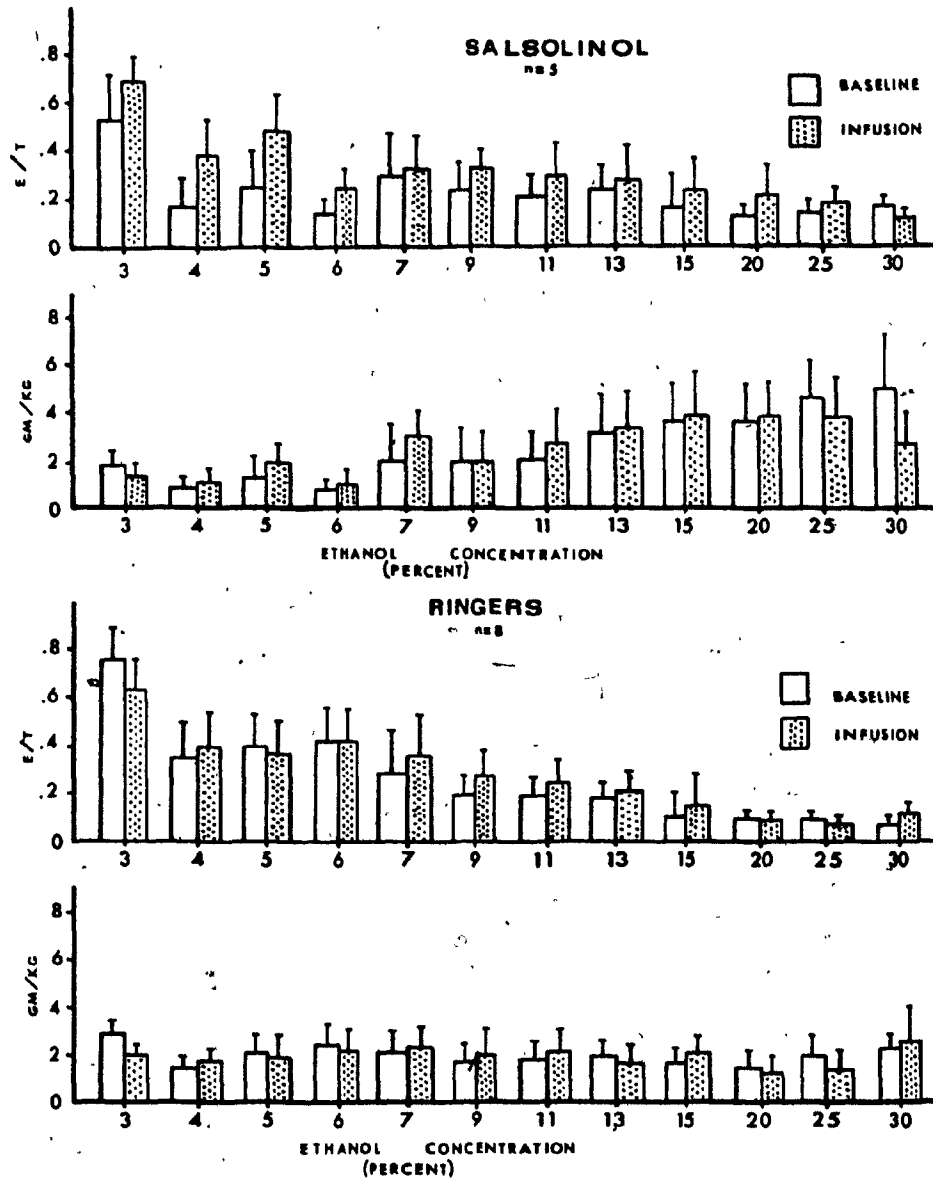 SALSOLINOL
n=5
BASELINE
INFUSION
E/T
.8
.6
.4
.2
0
3 4 5 6 7 9 11 13 15 20 25 30
GM/KG
8
6
4
2
0
3 4 5 6 7 9 11 13 15 20 25 30
ETHANOL CONCENTRATION
(PERCENT)
RINGERS
n=8
BASELINE
INFUSION
E/T
.8
.6
.4
.2
0
3 4 5 6 7 9 11 13 15 20 25 30
GM/KG
8
6
4
2
0
3 4 5 6 7 9 11 13 15 20 25 30
ETHANOL CONCENTRATION
(PERCENT)